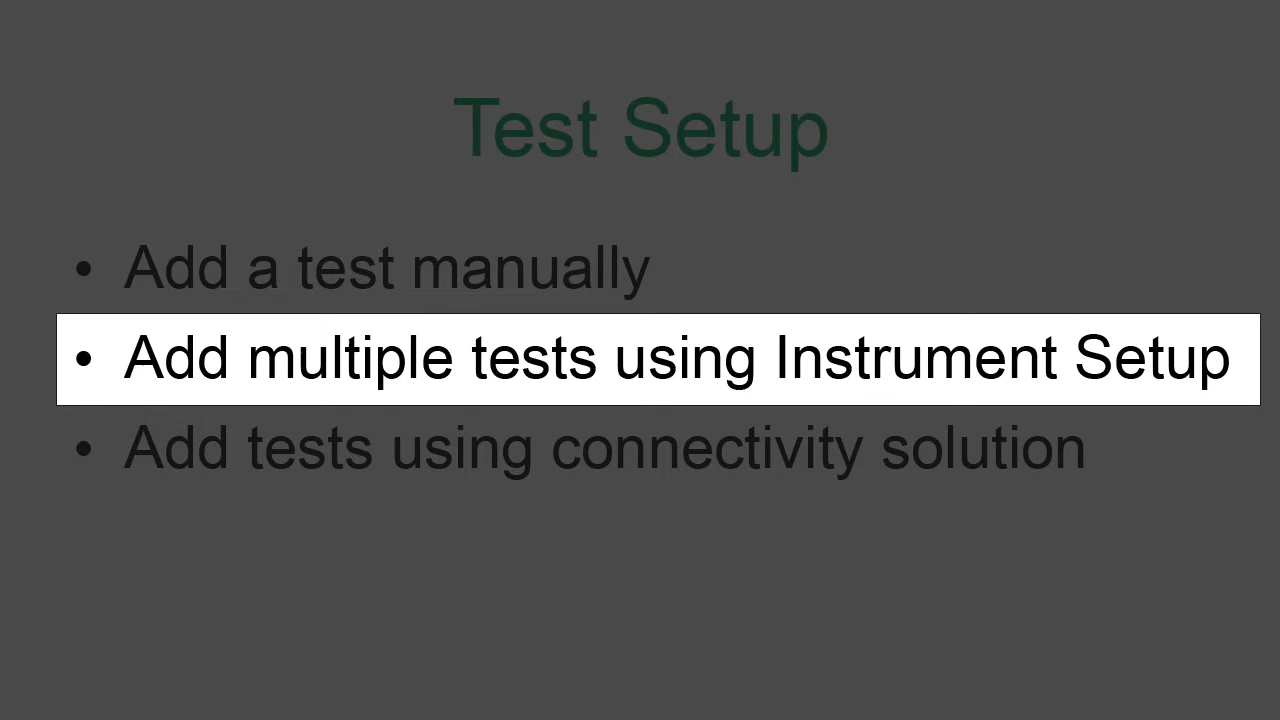 Test Setup
• Add a test manually
• Add multiple tests using Instrument Setup
• Add tests using connectivity solution